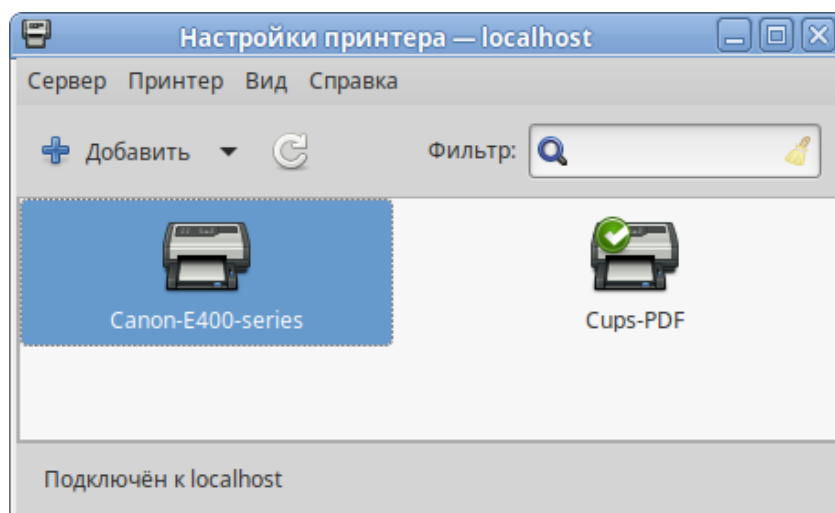 Настройки принтера — localhost
Сервер Принтер Вид Справка
Добавить Фильтр:
Canon-E400-series Cups-PDF
Подключён к localhost